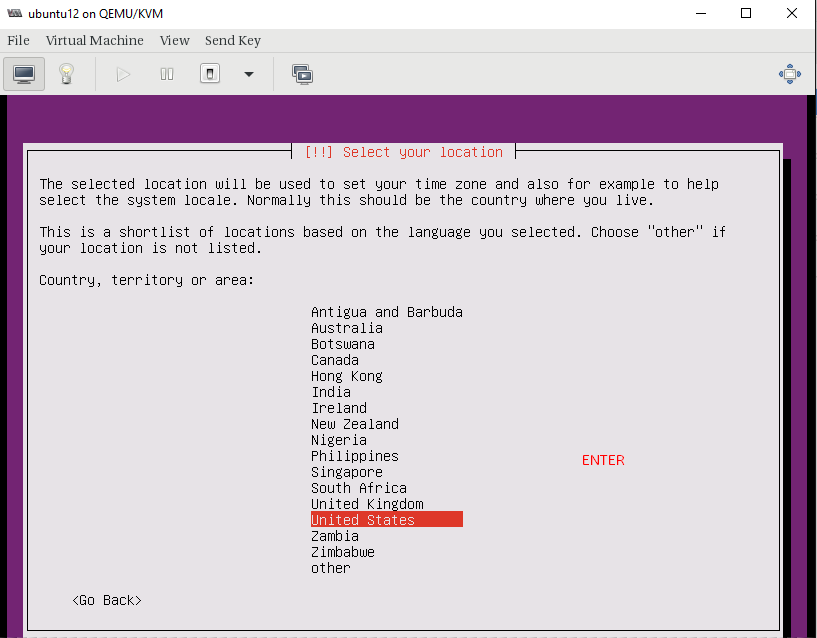 ubuntu12 on QEMU/KVM
File Virtual Machine View Send Key
[!!] Select your location
The selected location will be used to set your time zone and also for example to help
select the system locale. Normally this should be the country where you live.
This is a shortlist of locations based on the language you selected. Choose "other" if
your location is not listed.
Country, territory or area:
Antigua and Barbuda
Australia
Botswana
Canada
Hong Kong
India
Ireland
New Zealand
Nigeria
Philippines
ENTER
Singapore
South Africa
United Kingdom
United States
Zambia
Zimbabwe
other
<Go Back>